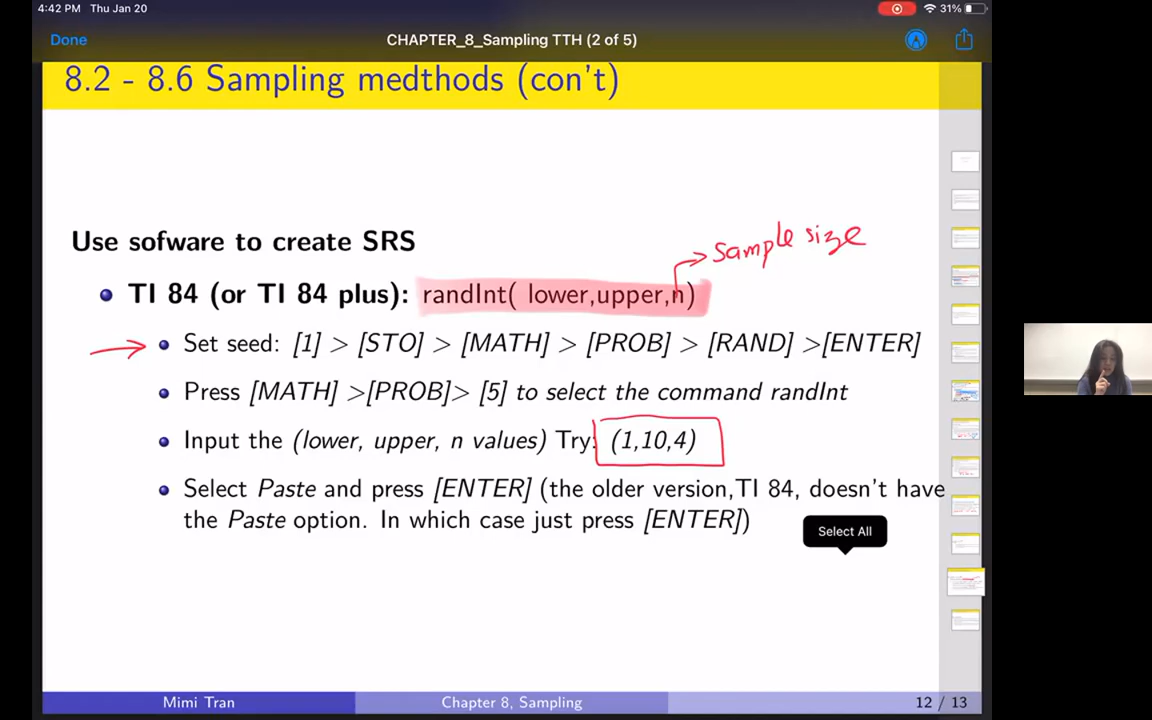 4:42 PM Thu Jan 20
31%
Done
CHAPTER_8_Sampling TTH (2 of 5)
8.2 - 8.6 Sampling medthods (con't)
Use sofware to create SRS
sample size
TI 84 (or TI 84 plus): randInt( lower,upper,n)
Set seed: [1] > [STO] > [MATH] > [PROB] > [RAND] >[ENTER]
Press [MATH] >[PROB]> [5] to select the command randInt
Input the (lower, upper, n values) Try: (1,10,4)
Select Paste and press [ENTER] (the older version,TI 84, doesn't have
the Paste option. In which case just press [ENTER])
Select All
Mimi Tran
Chapter 8, Sampling
12 / 13